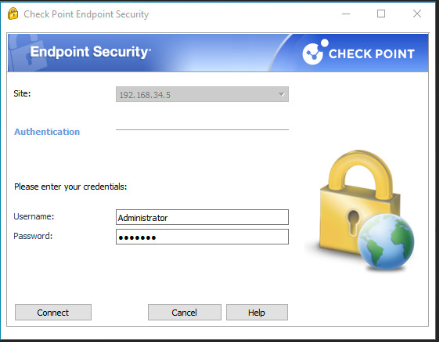 Check Point Endpoint Security
Endpoint Security
CHECK POINT
Site:
192.168.34.5
Authentication
Please enter your credentials:
Username:
Administrator
Password:
•••••••
Connect
Cancel
Help